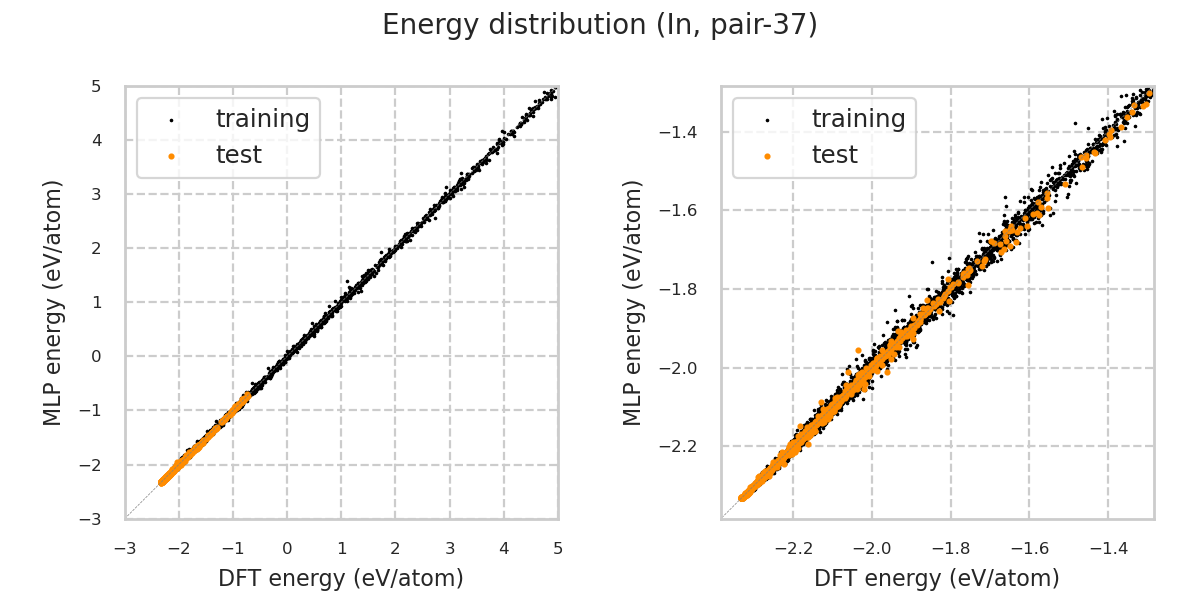 Energy distribution (In, pair-37)
training
test
5
4
3
2
1
0
−1
−2
−3
−3 −2 −1 0 1 2 3 4 5
MLP energy (eV/atom)
DFT energy (eV/atom)
training
test
−1.4
−1.6
−1.8
−2.0
−2.2
−2.2 −2.0 −1.8 −1.6 −1.4
MLP energy (eV/atom)
DFT energy (eV/atom)